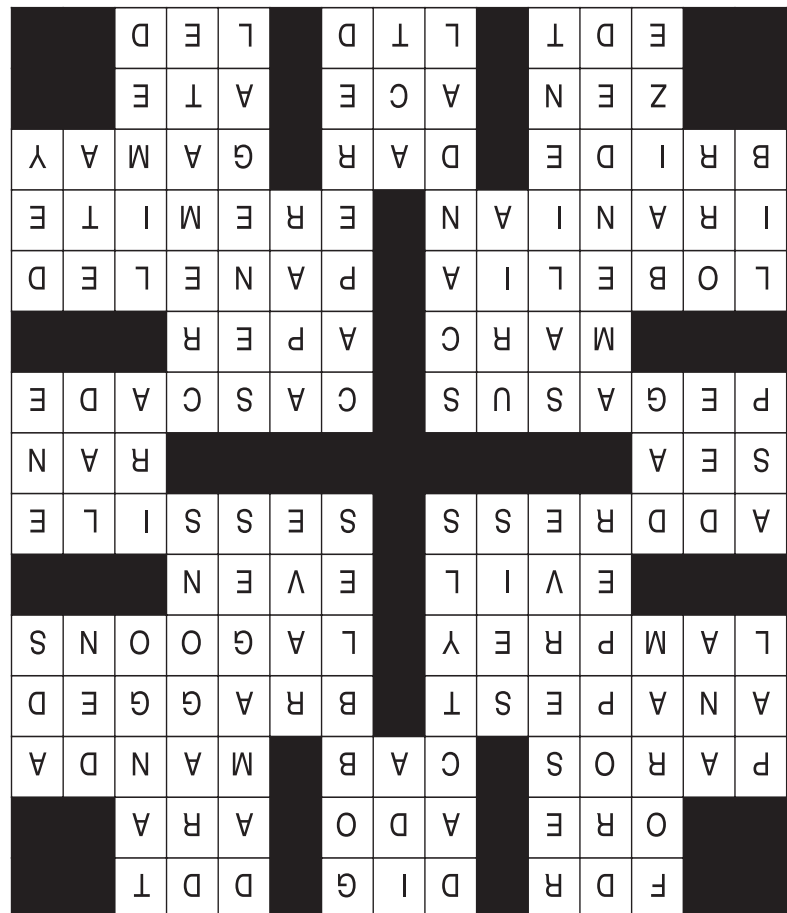 FDR DIG DDT
ORE ADO ARA
PAROS CAB MANDA
ANAPEST BRAGGED
LAMPREY LAGOONS
EVIL EVEN
ADDRESS SESSILE
SEA RAN
PEGASUS CASCADE
MARC APER
LOBELIA PANELED
IRANIAN EREMITE
BRIDE DAR GAMAY
ZEN ACE ATE
EDT LTD LED